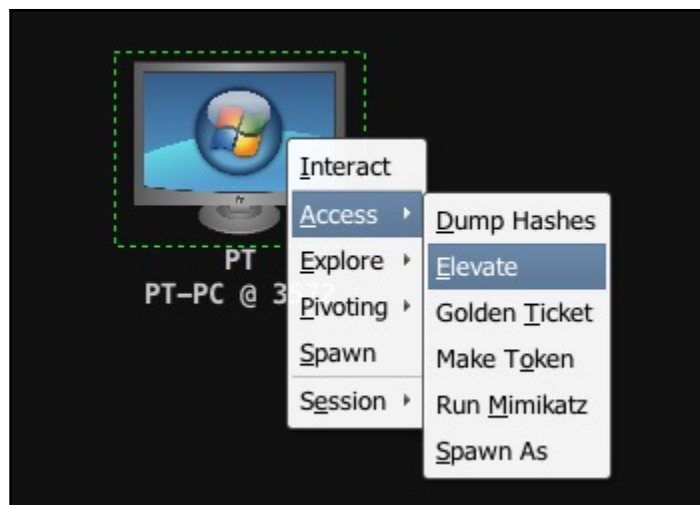 PT
PT-PC @ 3572
Interact
Access
Explore
Pivoting
Spawn
Session
Dump Hashes
Elevate
Golden Ticket
Make Token
Run Mimikatz
Spawn As